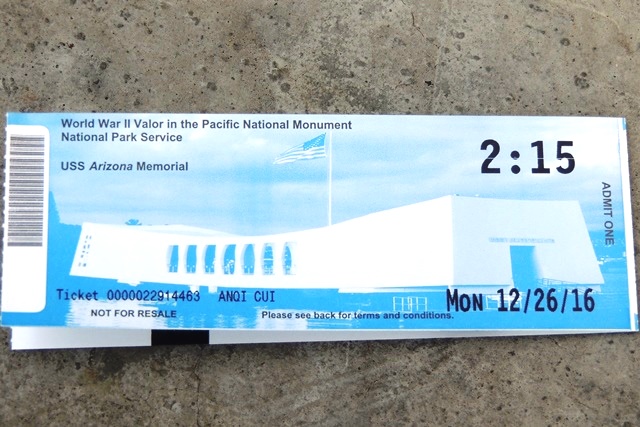 World War II Valor in the Pacific National Monument
National Park Service
USS Arizona Memorial
2:15
ADMIT ONE
Ticket 0000022914463 ANQI CUI
Mon 12/26/16
NOT FOR RESALE
Please see back for terms and conditions.